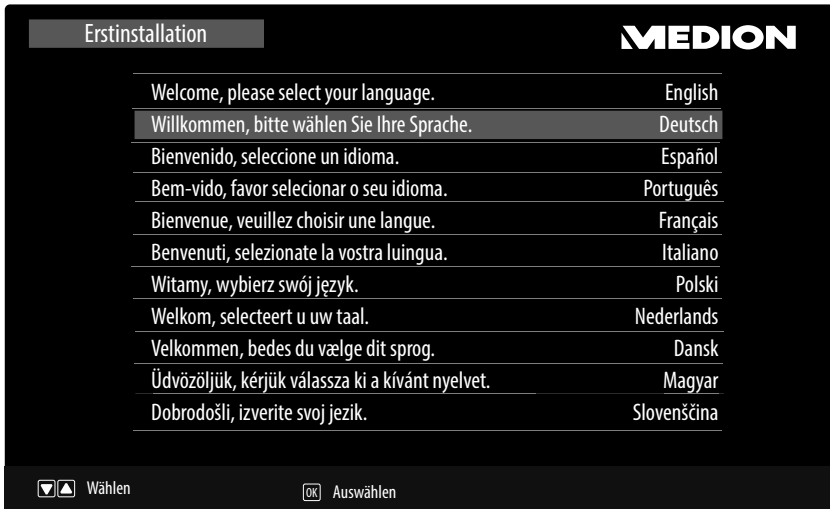 Erstinstallation MEDION
Welcome, please select your language. English
Willkommen, bitte wählen Sie Ihre Sprache. Deutsch
Bienvenido, seleccione un idioma. Español
Bem-vido, favor selecionar o seu idioma. Português
Bienvenue, veuillez choisir une langue. Français
Benvenuti, selezionate la vostra luingua. Italiano
Witamy, wybierz swój język. Polski
Welkom, selecteert u uw taal. Nederlands
Velkommen, bedes du vælge dit sprog. Dansk
Üdvözöljük, kérjük válassza ki a kívánt nyelvet. Magyar
Dobrodošli, izverite svoj jezik. Slovenščina
Wählen OK Auswählen